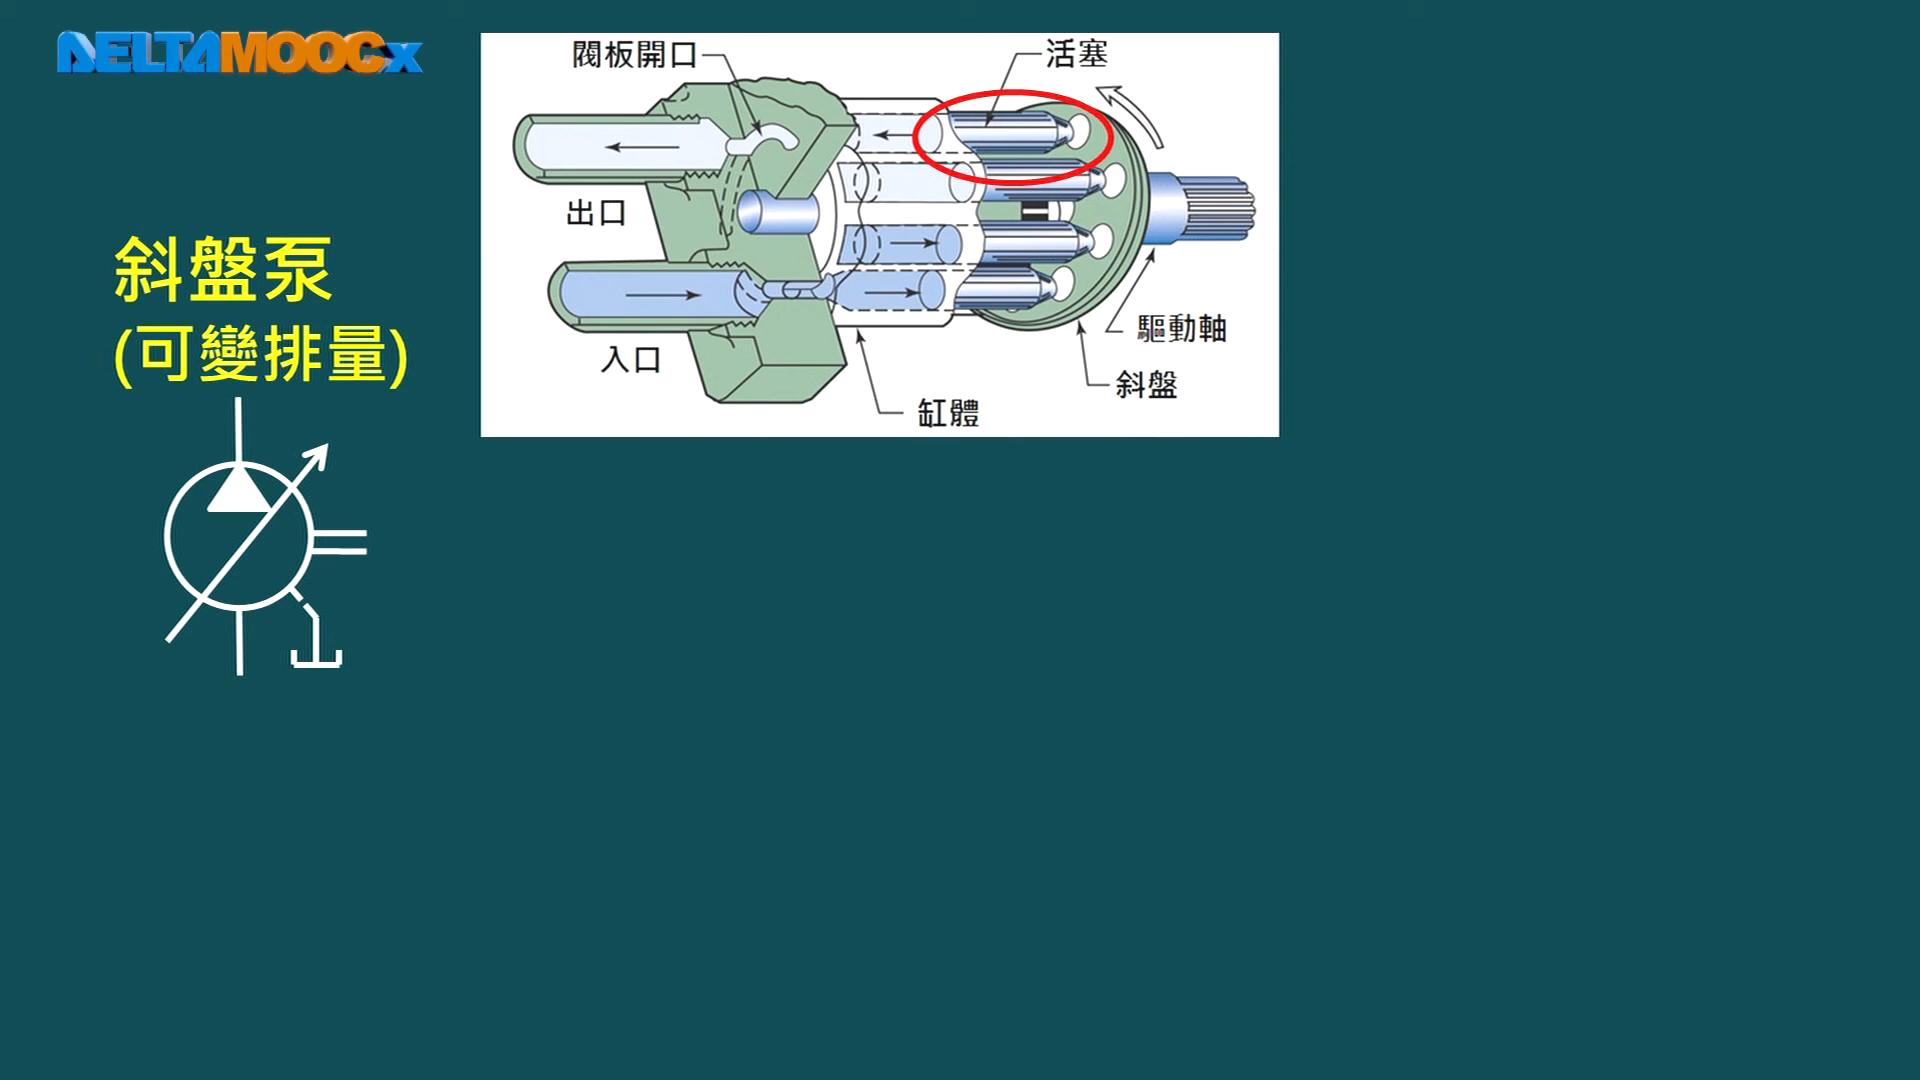 DELTAMOOCx
閥板開口
活塞
出口
斜盤泵
(可變排量)
入口
驅動軸
斜盤
缸體